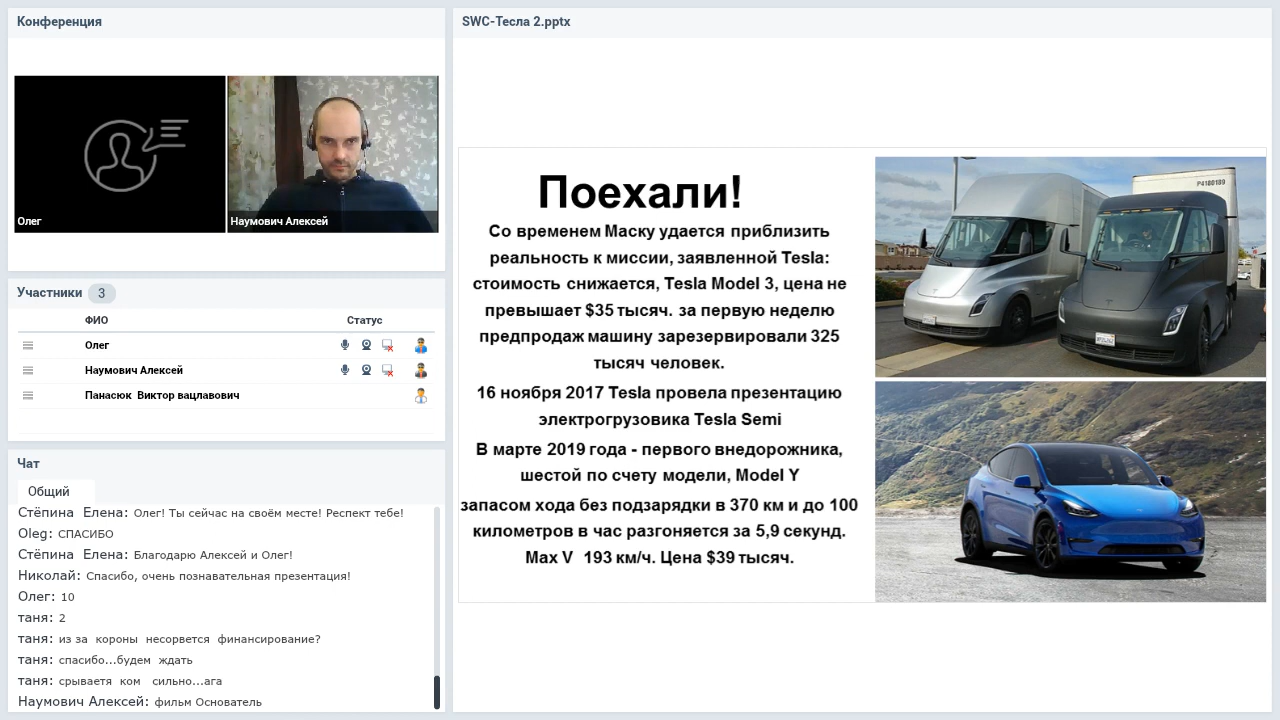 Конференция
Олег
Наумович Алексей
Участники 3
ФИО Статус
Олег
Наумович Алексей
Панасюк Виктор вацлавович
Чат
Общий
Стёпина Елена: Олег! Ты сейчас на своём месте! Респект тебе!
Oleg: СПАСИБО
Стёпина Елена: Благодарю Алексей и Олег!
Николай: Спасибо, очень познавательная презентация!
Олег: 10
таня: 2
таня: из за короны несорвется финансирование?
таня: спасибо...будем ждать
таня: срываетя ком сильно...ага
Наумович Алексей: фильм Основатель
SWC-Тесла 2.pptx
Поехали!
Со временем Маску удается приблизить
реальность к миссии, заявленной Tesla:
стоимость снижается, Tesla Model 3, цена не
превышает $35 тысяч. за первую неделю
предпродаж машину зарезервировали 325
тысяч человек.
16 ноября 2017 Tesla провела презентацию
электрогрузовика Tesla Semi
В марте 2019 года - первого внедорожника,
шестой по счету модели, Model Y
запасом хода без подзарядки в 370 км и до 100
километров в час разгоняется за 5,9 секунд.
Max V 193 км/ч. Цена $39 тысяч.
P4180189